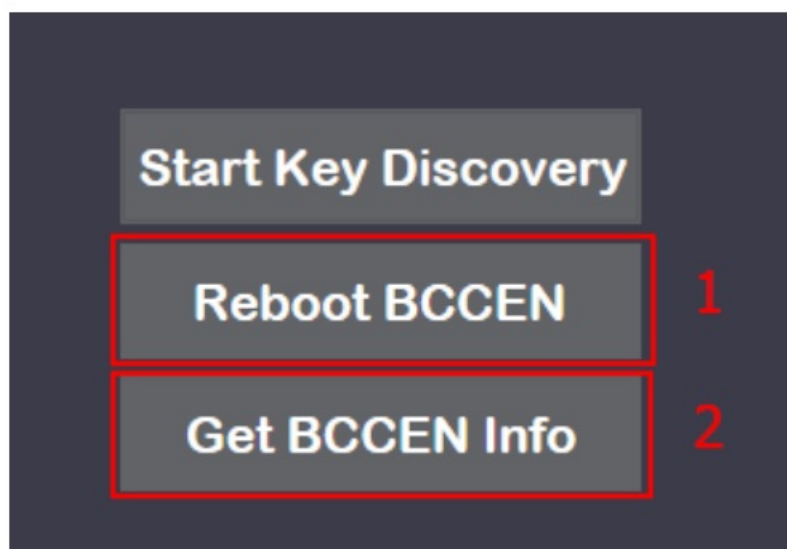 Start Key Discovery
Reboot BCCEN
1
Get BCCEN Info
2